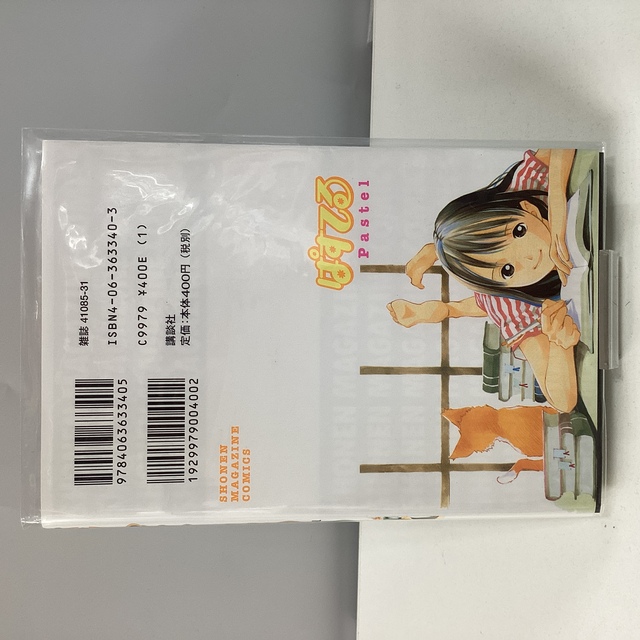 ぱすてる
Pastel
9784063633405
1929979004002
雑誌 41085-31
ISBN4-06-363340-3
C9979 ¥400E (1)
講談社
定価:本体400円(税別)
SHONEN
MAGAZINE
COMICS